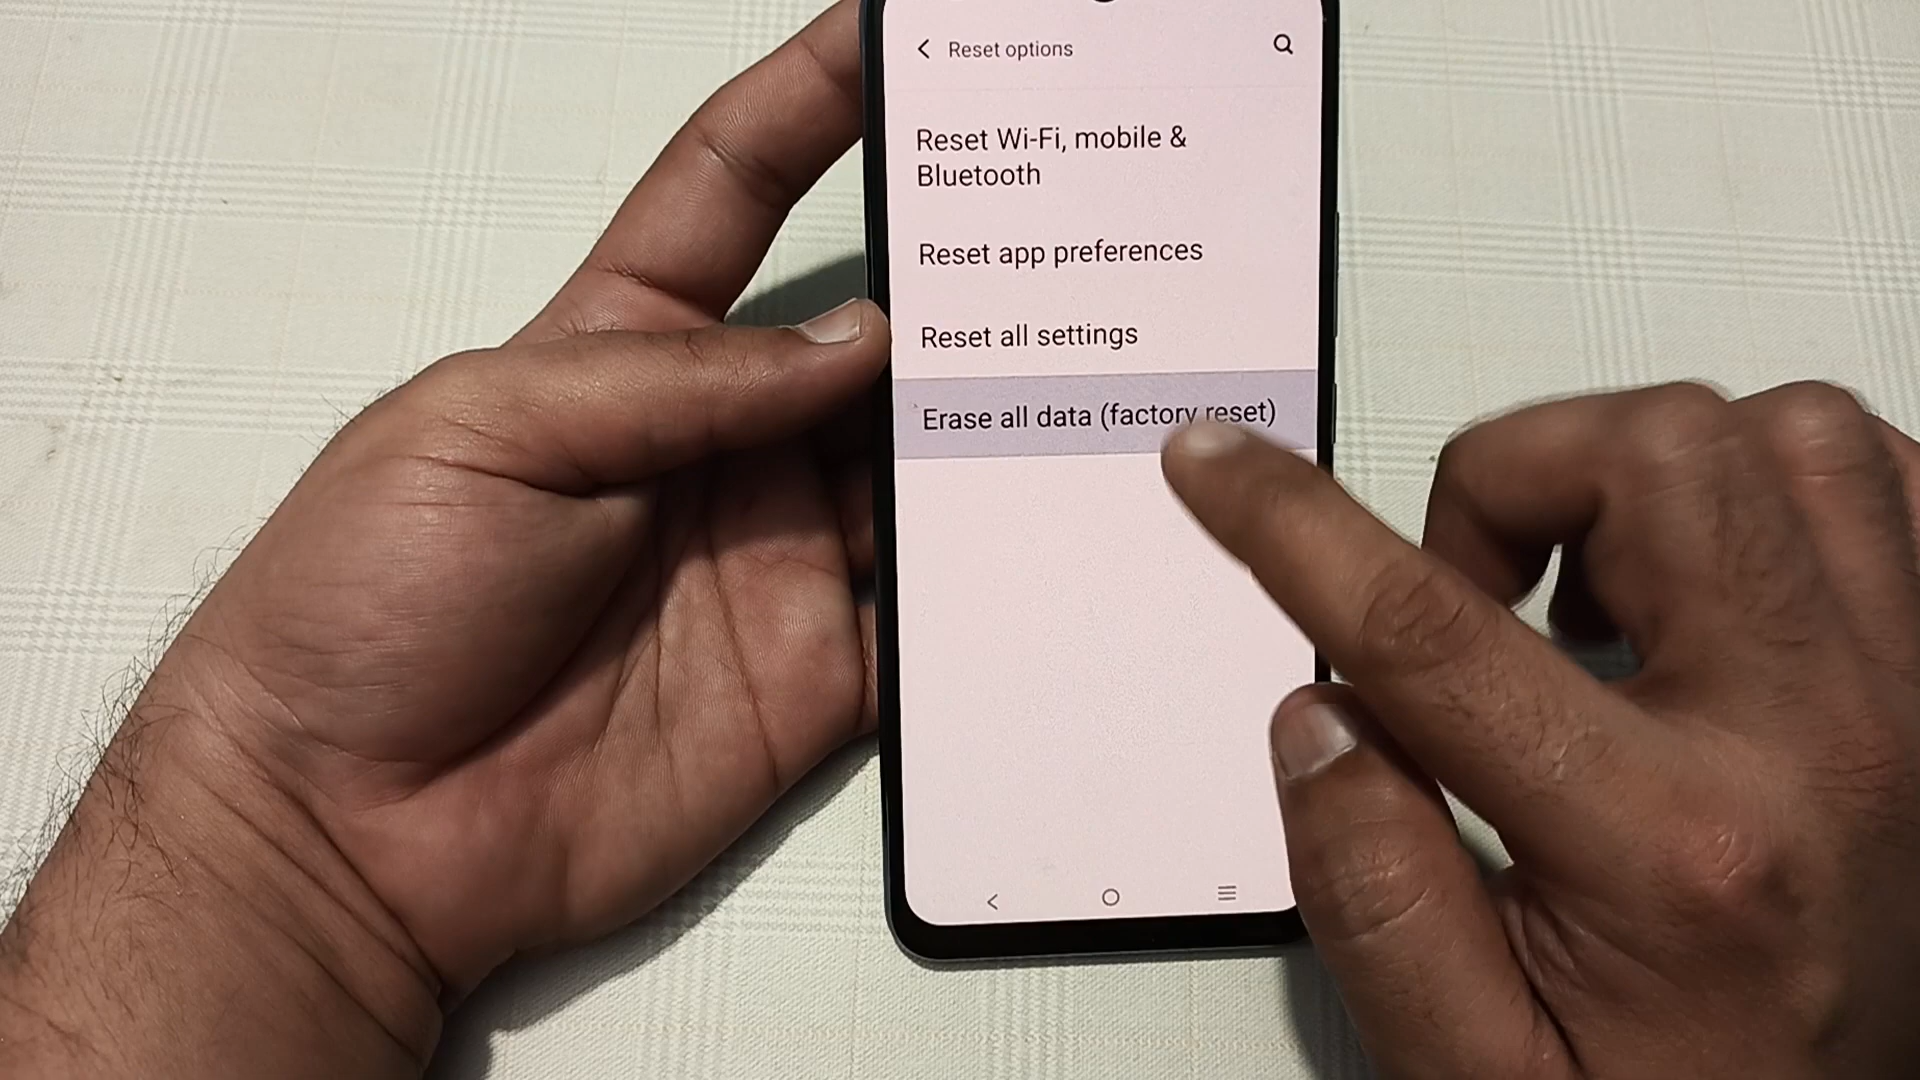 Reset options
Reset Wi-Fi, mobile &
Bluetooth
Reset app preferences
Reset all settings
Erase all data (factory reset)